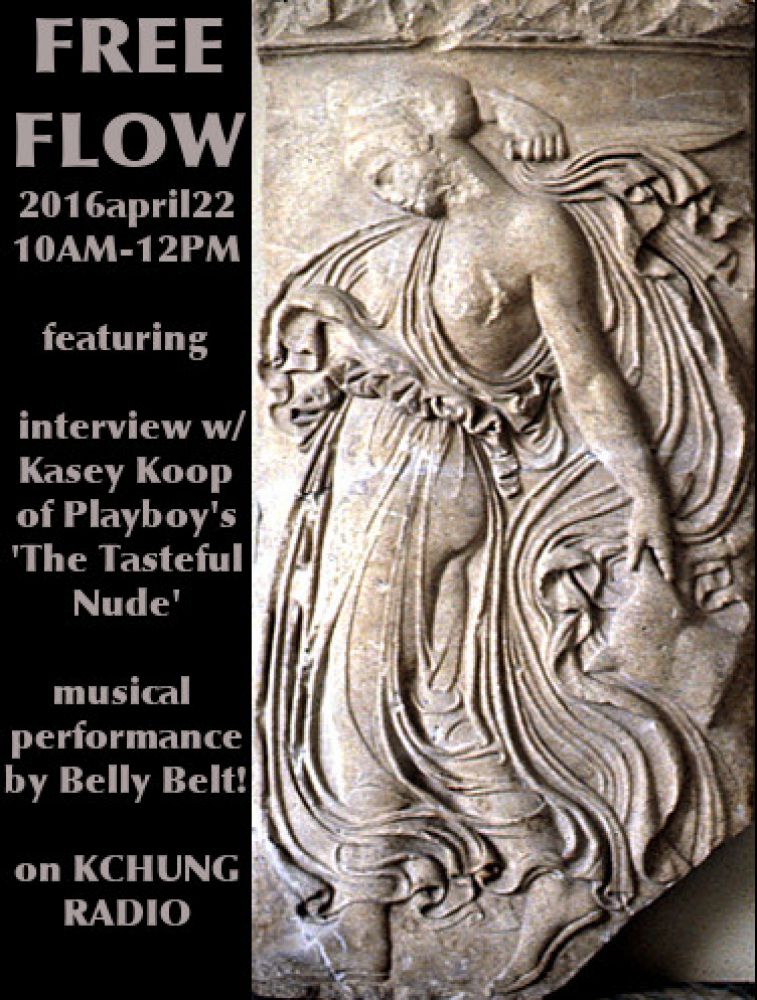 FREE
FLOW
2016april22
10AM-12PM
featuring
interview w/
Kasey Koop
of Playboy's
'The Tasteful
Nude'
musical
performance
by Belly Belt!
on KCHUNG
RADIO